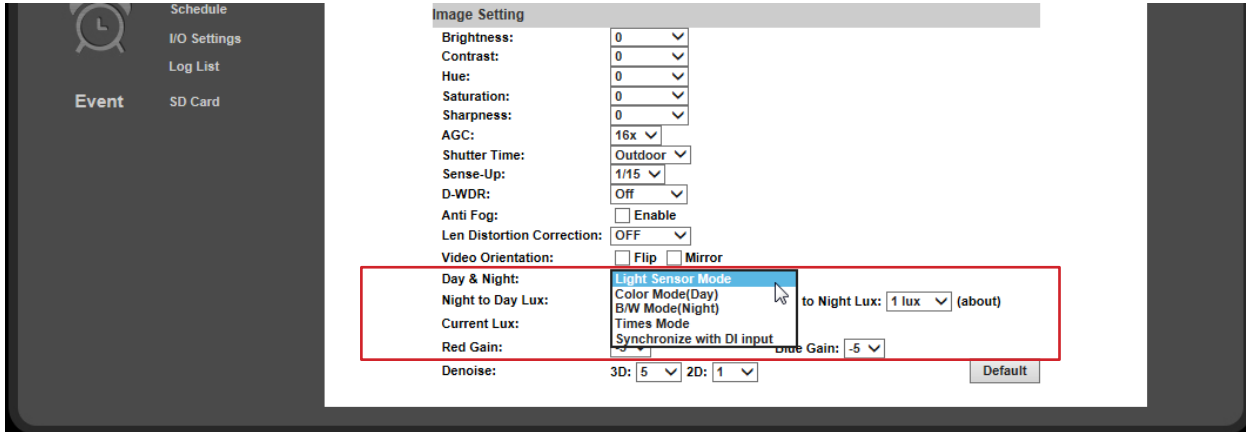 Schedule
I/O Settings
Log List
Event SD Card
Image Setting
Brightness: 0
Contrast: 0
Hue: 0
Saturation: 0
Sharpness: 0
AGC: 16x
Shutter Time: Outdoor
Sense-Up: 1/15
D-WDR: Off
Anti Fog: Enable
Len Distortion Correction: OFF
Video Orientation: Flip Mirror
Day & Night: Light Sensor Mode
Color Mode(Day)
Night to Day Lux: to Night Lux: 1 lux (about)
B/W Mode(Night)
Current Lux: Times Mode
Synchronize with DI input
Red Gain: Gain: -5
Denoise: 3D: 5 2D: 1 Default